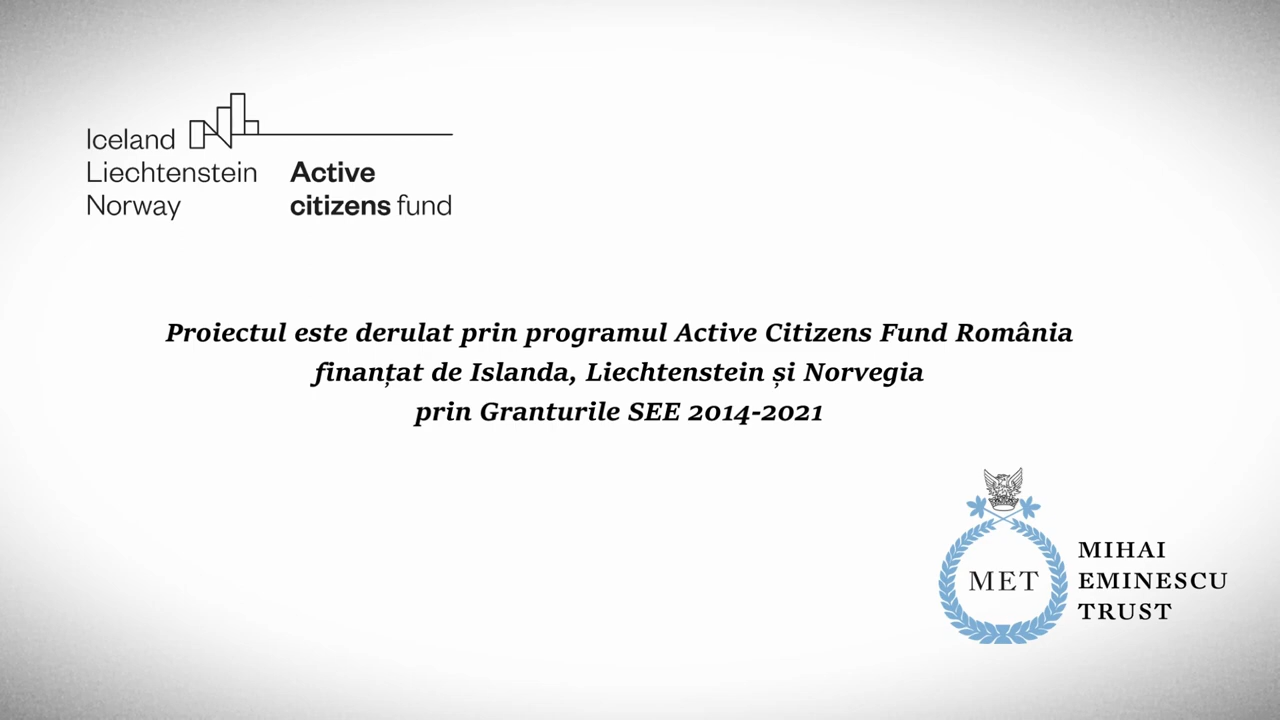 Iceland
Liechtenstein
Norway
Active
citizens fund
Proiectul este derulat prin programul Active Citizens Fund România
finanțat de Islanda, Liechtenstein și Norvegia
prin Granturile SEE 2014-2021
MET
MIHAI
EMINESCU
TRUST